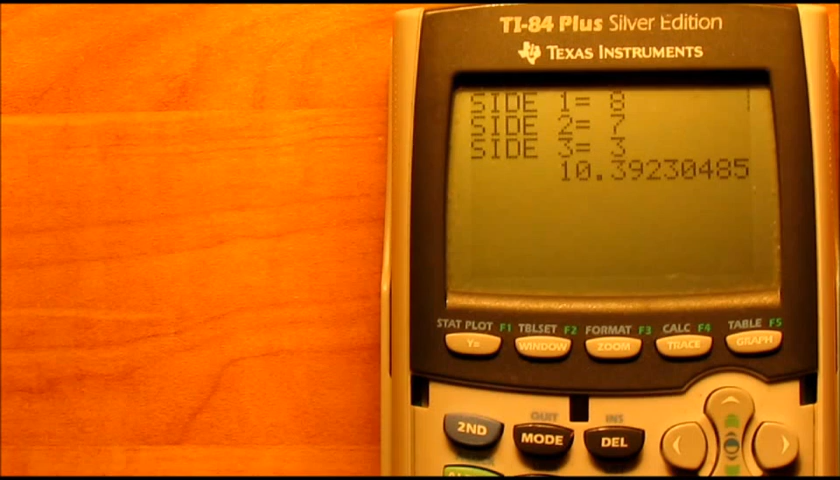 TI-84 Plus Silver Edition
TEXAS INSTRUMENTS
SIDE 1= 8
SIDE 2= 7
SIDE 3= 3
10.39230485
STAT PLOT F1 TBLSET F2 FORMAT F3 CALC F4 TABLE F5
Y= WINDOW ZOOM TRACE GRAPH
QUIT INS
2ND MODE DEL